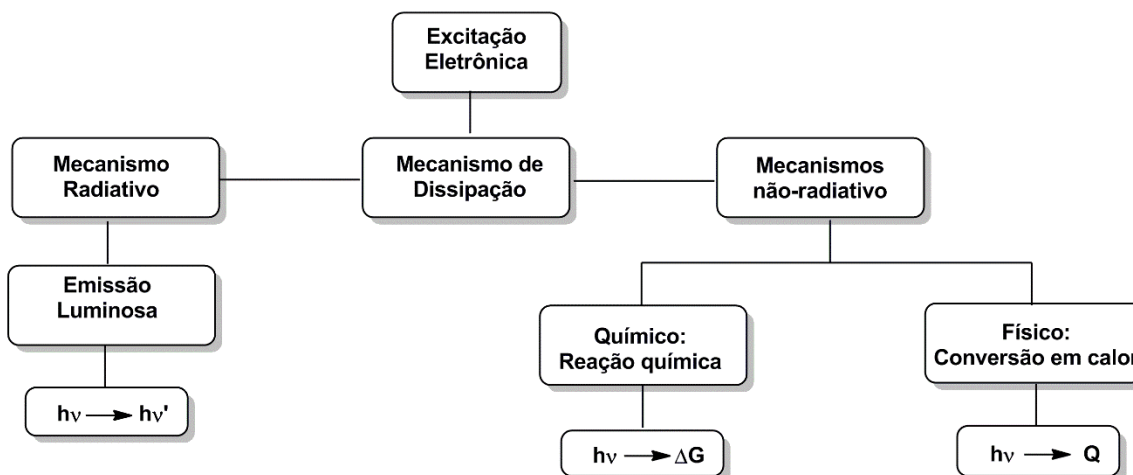 Excitação
Eletrônica
Mecanismo
Radiativo
Mecanismo de
Dissipação
Mecanismos
não-radiativo
Emissão
Luminosa
Químico:
Reação química
Físico:
Conversão em calor
hν → hν'
hν → ΔG
hν → Q